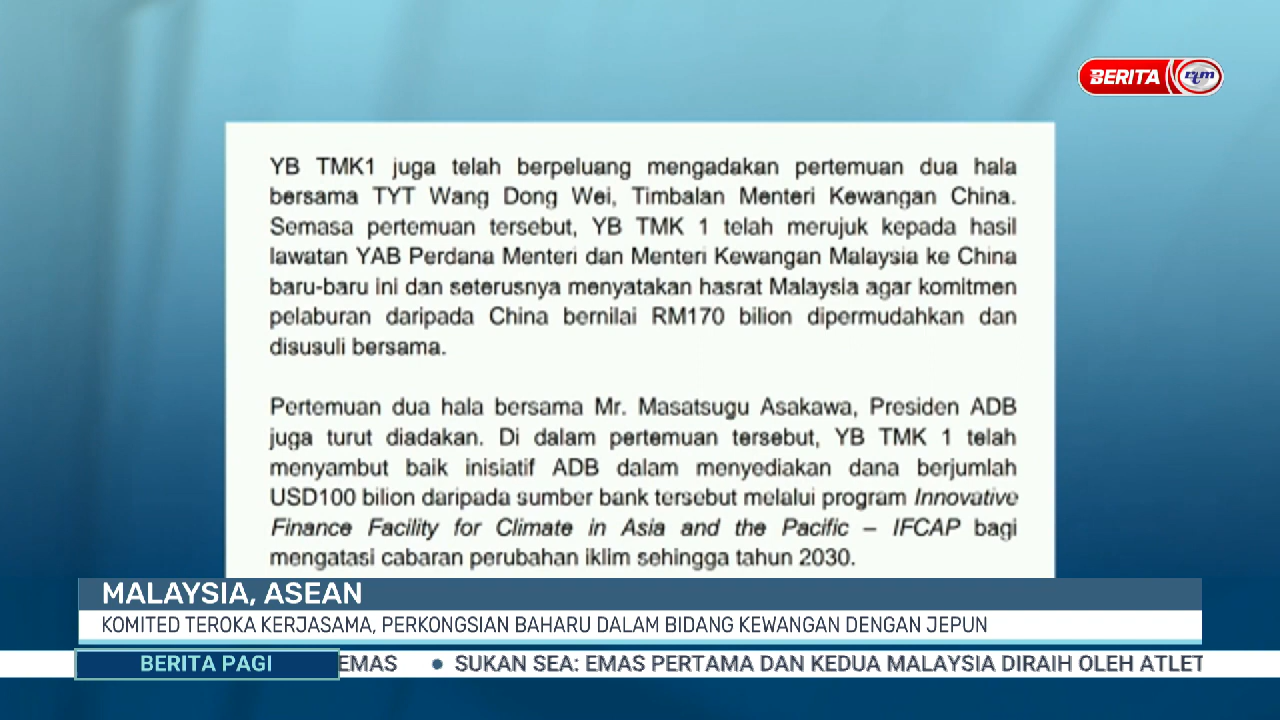 BERITA rtm
YB TMK1 juga telah berpeluang mengadakan pertemuan dua hala
bersama TYT Wang Dong Wei, Timbalan Menteri Kewangan China.
Semasa pertemuan tersebut, YB TMK 1 telah merujuk kepada hasil
lawatan YAB Perdana Menteri dan Menteri Kewangan Malaysia ke China
baru-baru ini dan seterusnya menyatakan hasrat Malaysia agar komitmen
pelaburan daripada China bernilai RM170 bilion dipermudahkan dan
disusuli bersama.
Pertemuan dua hala bersama Mr. Masatsugu Asakawa, Presiden ADB
juga turut diadakan. Di dalam pertemuan tersebut, YB TMK 1 telah
menyambut baik inisiatif ADB dalam menyediakan dana berjumlah
USD100 bilion daripada sumber bank tersebut melalui program Innovative
Finance Facility for Climate in Asia and the Pacific – IFCAP bagi
mengatasi cabaran perubahan iklim sehingga tahun 2030.
MALAYSIA, ASEAN
KOMITED TEROKA KERJASAMA, PERKONGSIAN BAHARU DALAM BIDANG KEWANGAN DENGAN JEPUN
BERITA PAGI EMAS • SUKAN SEA: EMAS PERTAMA DAN KEDUA MALAYSIA DIRAIH OLEH ATLET